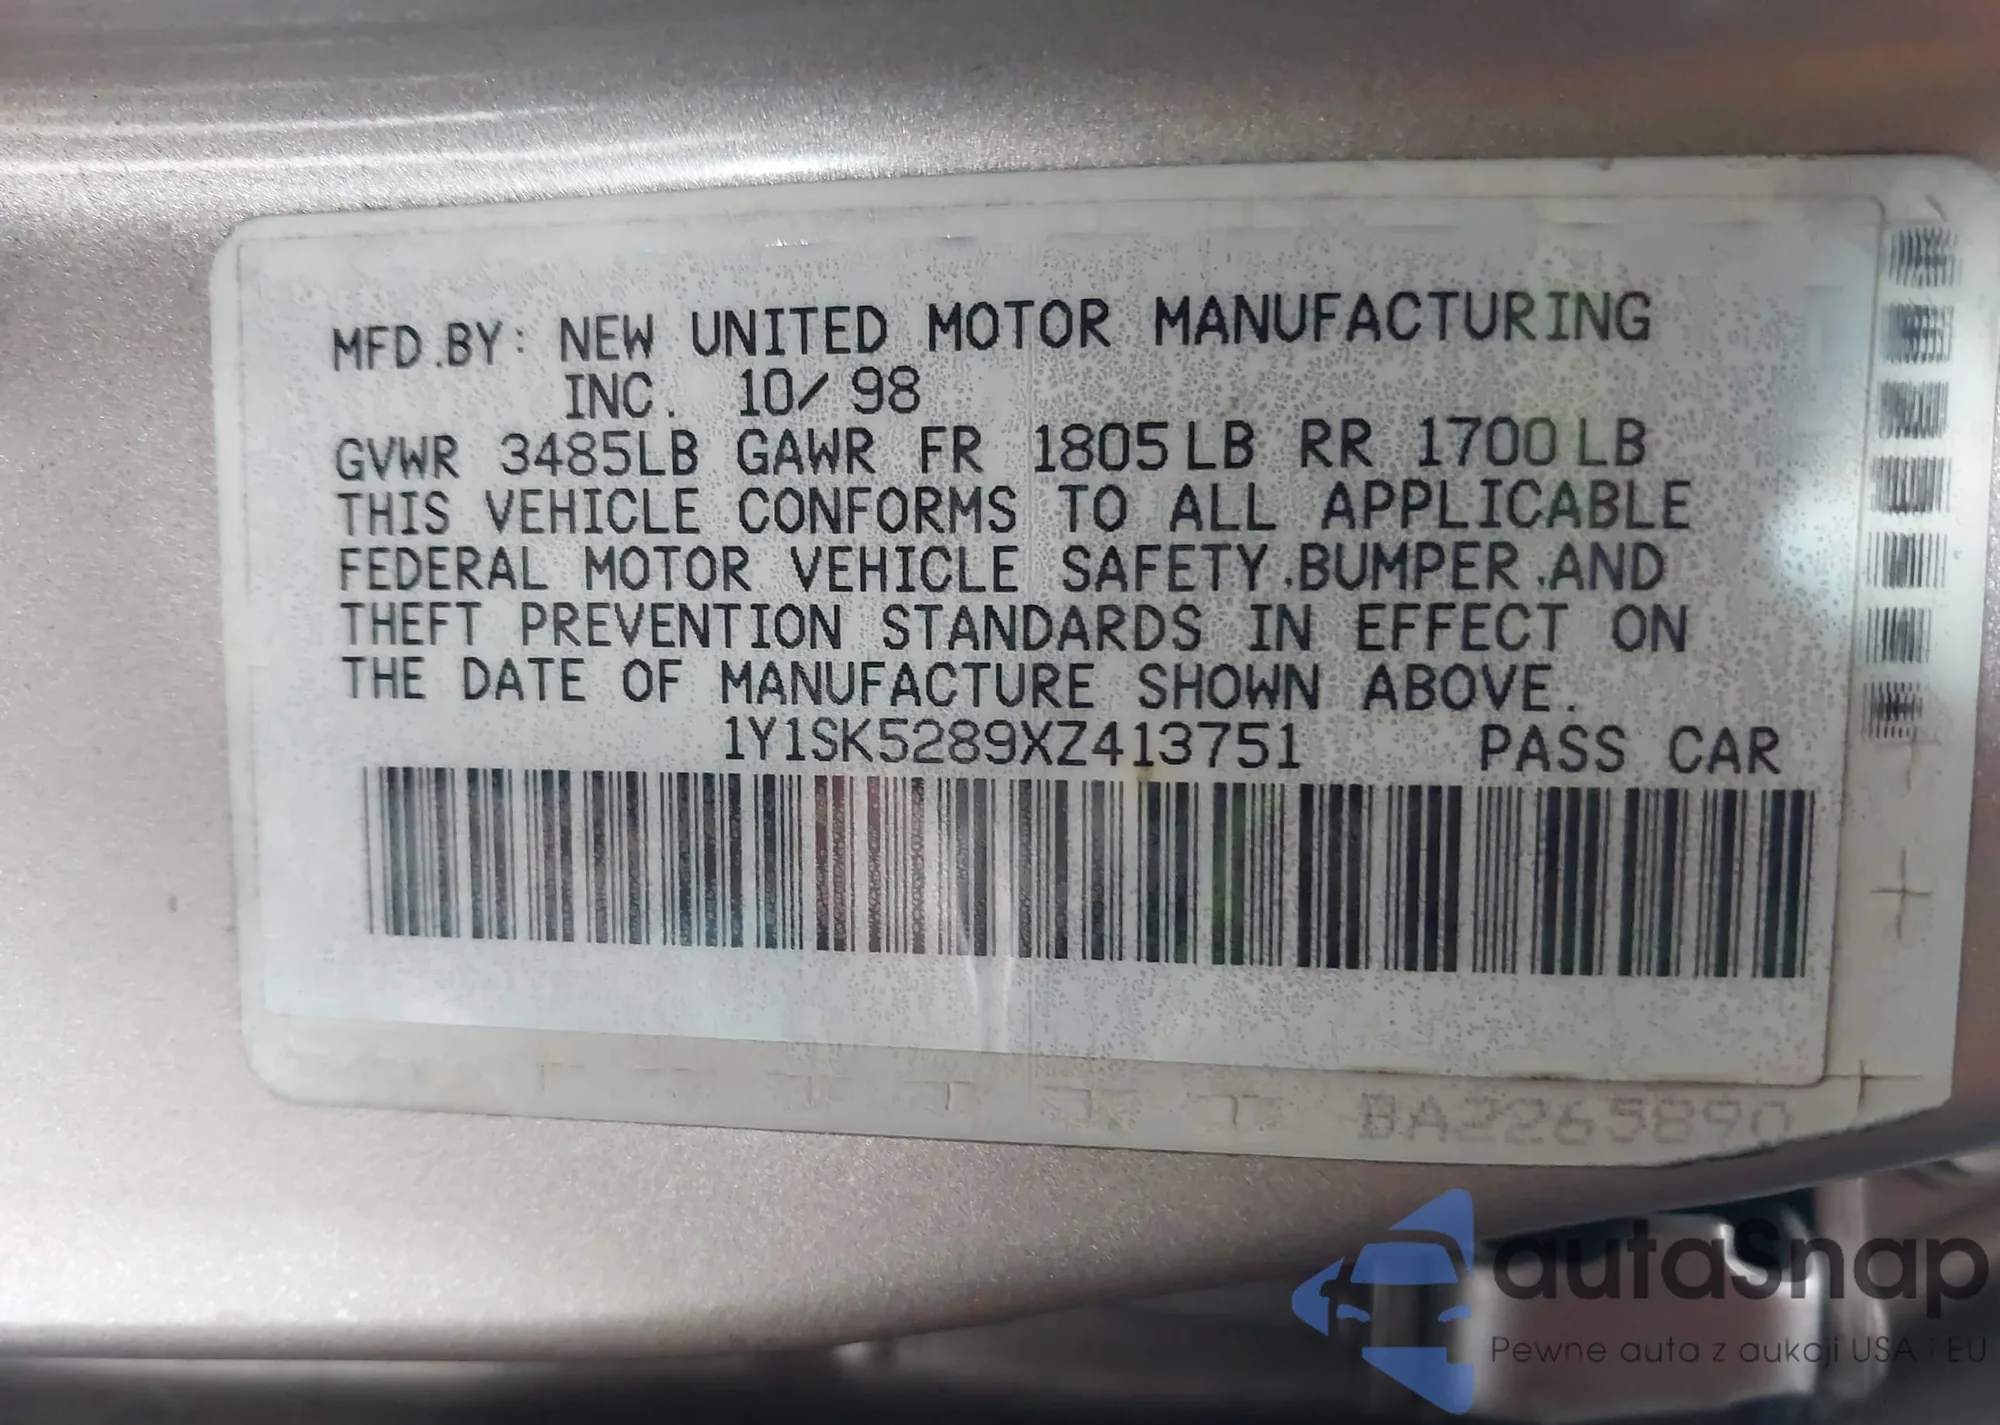 MFD.BY: NEW UNITED MOTOR MANUFACTURING
INC. 10/98
GVWR 3485LB GAWR FR 1805LB RR 1700LB
THIS VEHICLE CONFORMS TO ALL APPLICABLE
FEDERAL MOTOR VEHICLE SAFETY,BUMPER,AND
THEFT PREVENTION STANDARDS IN EFFECT ON
THE DATE OF MANUFACTURE SHOWN ABOVE.
1Y1SK5289XZ413751 PASS CAR
BA2265890
autaSnap
Pewne auta z aukcji USA i EU